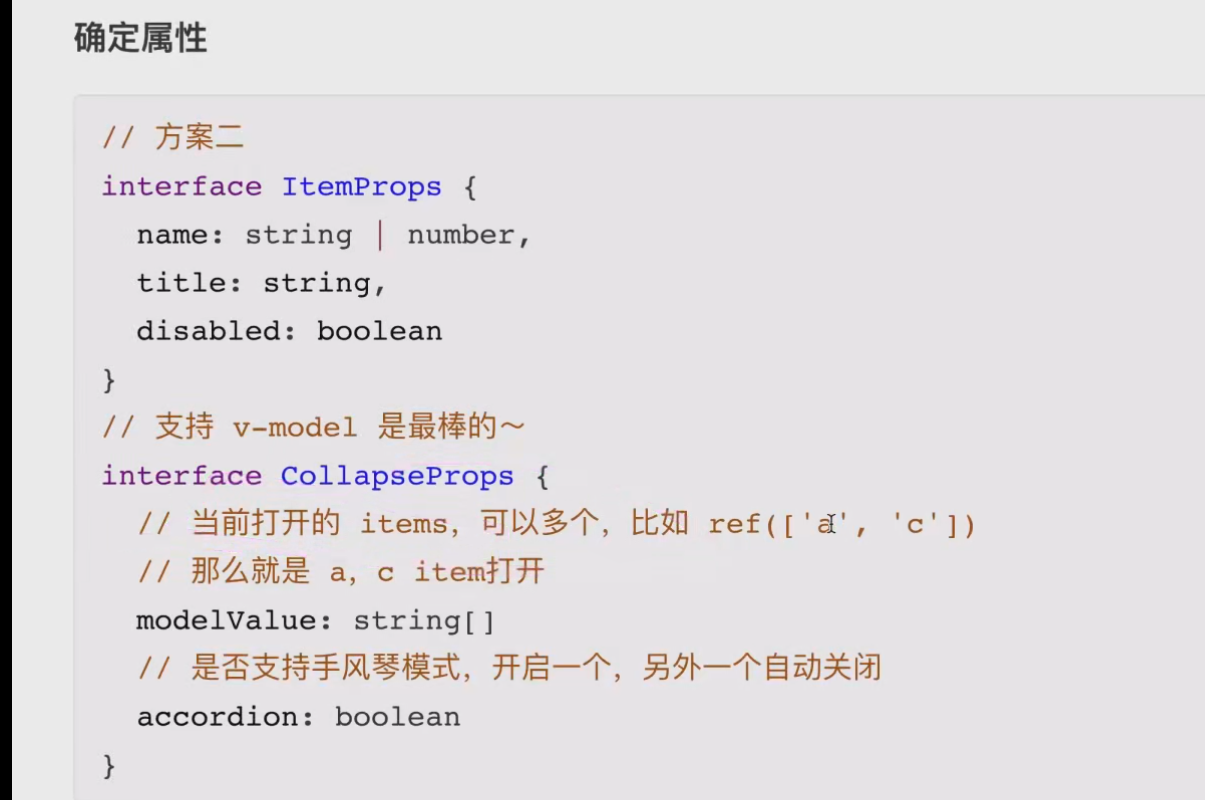 确定属性
// 方案二
interface ItemProps {
  name: string | number,
  title: string,
  disabled: boolean
}
// 支持 v-model 是最棒的～
interface CollapseProps {
  // 当前打开的 items，可以多个，比如 ref(['a', 'c'])
  // 那么就是 a，c item打开
  modelValue: string[]
  // 是否支持手风琴模式，开启一个，另外一个自动关闭
  accordion: boolean
}